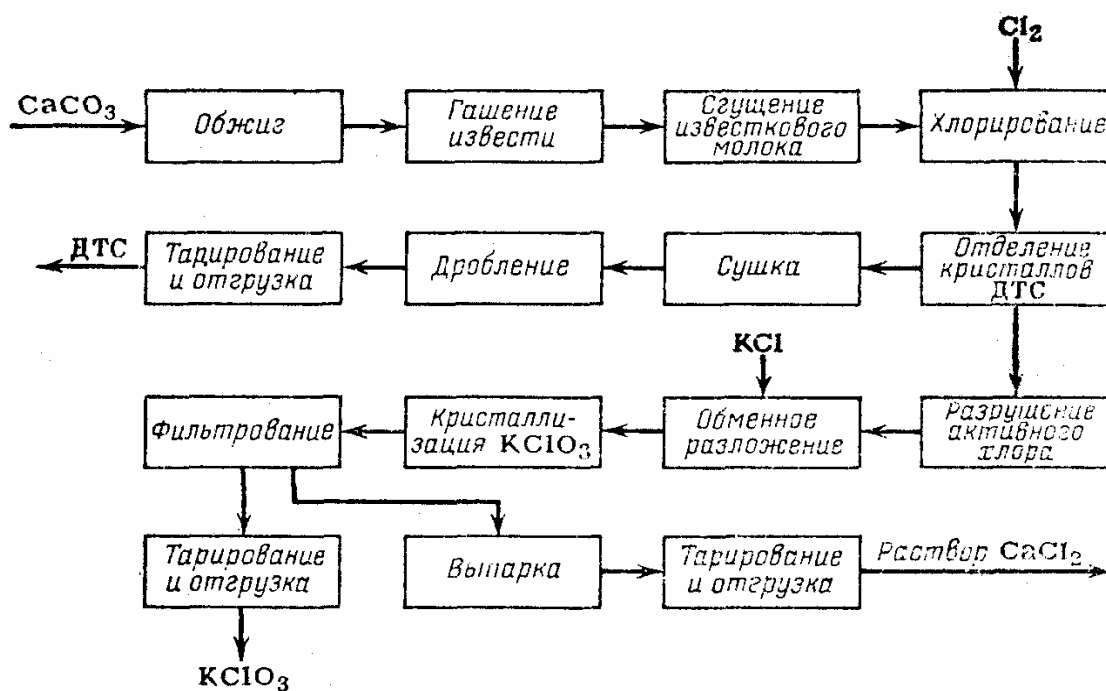 Cl₂
CaCO₃
Обжиг
Гашение
извести
Сгущение
известкового
молока
Хлорирование
ДТС
Тарирование
и отгрузка
Дробление
Сушка
Отделение
кристаллов
ДТС
KCl
Фильтрование
Кристалли-
зация KClO₃
Обменное
разложение
Разрушение
активного
хлора
Тарирование
и отгрузка
Выпарка
Тарирование
и отгрузка
Раствор CaCl₂
KClO₃